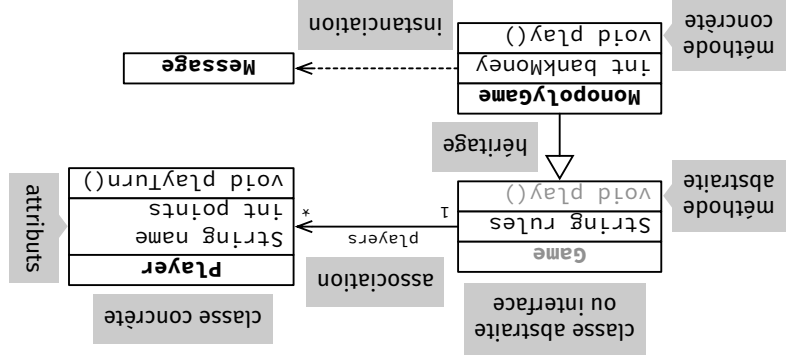 classe abstraite
ou interface
classe concrète
Game
String rules
void play()
méthode
abstraite
association
1
players
*
Player
String name
int points
void playTurn()
attributs
héritage
MonopolyGame
int bankMoney
void play()
méthode
concrète
instanciation
Message